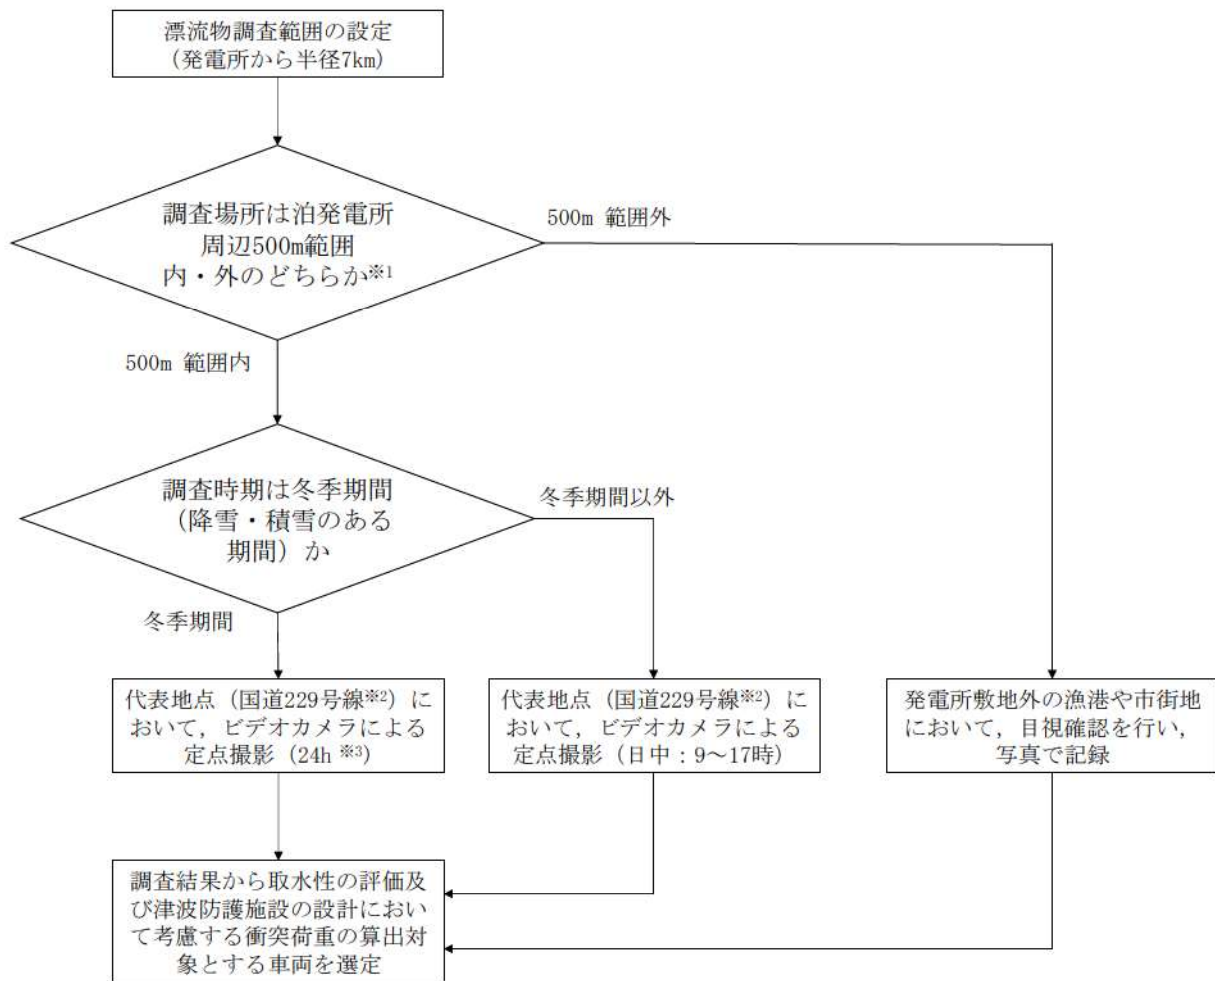 漂流物調査範囲の設定
(発電所から半径7km)
調査場所は泊発電所
周辺500m範囲
内・外のどちらか※1
500m 範囲外
500m 範囲内
調査時期は冬季期間
(降雪・積雪のある
期間)か
冬季期間以外
冬季期間
代表地点(国道229号線※2)に
おいて,ビデオカメラによる
定点撮影(24h ※3)
代表地点(国道229号線※2)に
おいて,ビデオカメラによる
定点撮影(日中:9~17時)
発電所敷地外の漁港や市街地
において,目視確認を行い,
写真で記録
調査結果から取水性の評価及
び津波防護施設の設計におい
て考慮する衝突荷重の算出対
象とする車両を選定